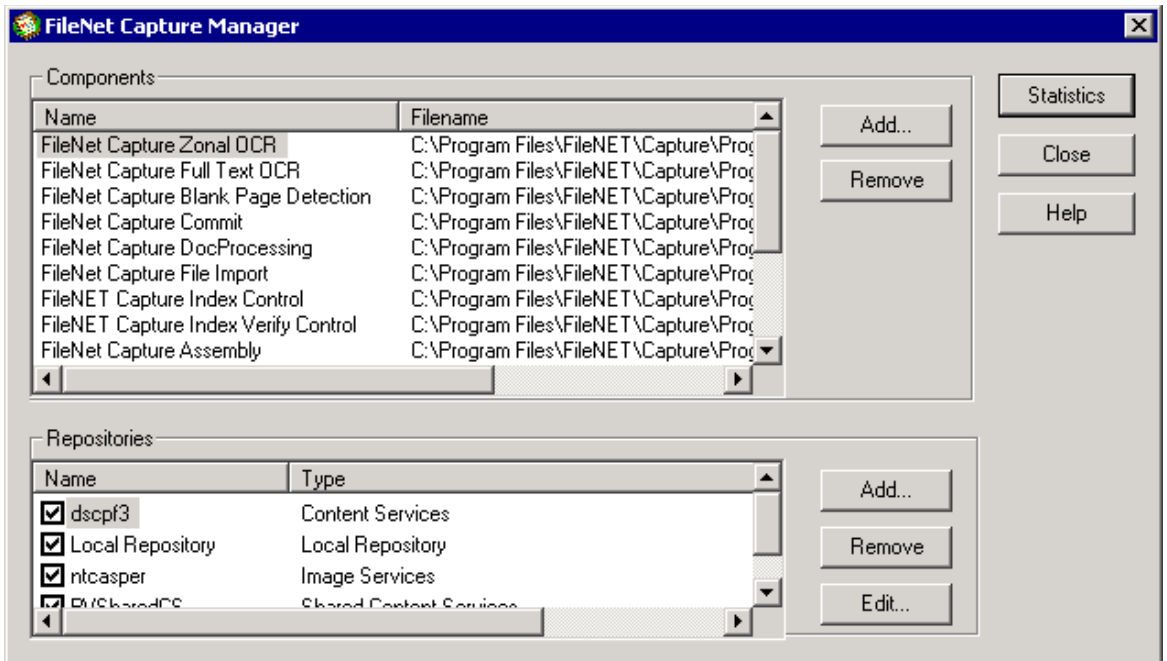 FileNet Capture Manager
Components
Statistics
Name Filename
Add...
FileNet Capture Zonal OCR C:\Program Files\FileNET\Capture\Prog
Close
FileNet Capture Full Text OCR C:\Program Files\FileNET\Capture\Prog
Remove
FileNet Capture Blank Page Detection C:\Program Files\FileNET\Capture\Prog
Help
FileNet Capture Commit C:\Program Files\FileNET\Capture\Prog
FileNet Capture DocProcessing C:\Program Files\FileNET\Capture\Prog
FileNet Capture File Import C:\Program Files\FileNET\Capture\Prog
FileNET Capture Index Control C:\Program Files\FileNET\Capture\Prog
FileNET Capture Index Verify Control C:\Program Files\FileNET\Capture\Prog
FileNet Capture Assembly C:\Program Files\FileNET\Capture\Prog
Repositories
Name Type
Add...
dscpf3 Content Services
Local Repository Local Repository
Remove
ntcasper Image Services
Shared Content Services
Edit...